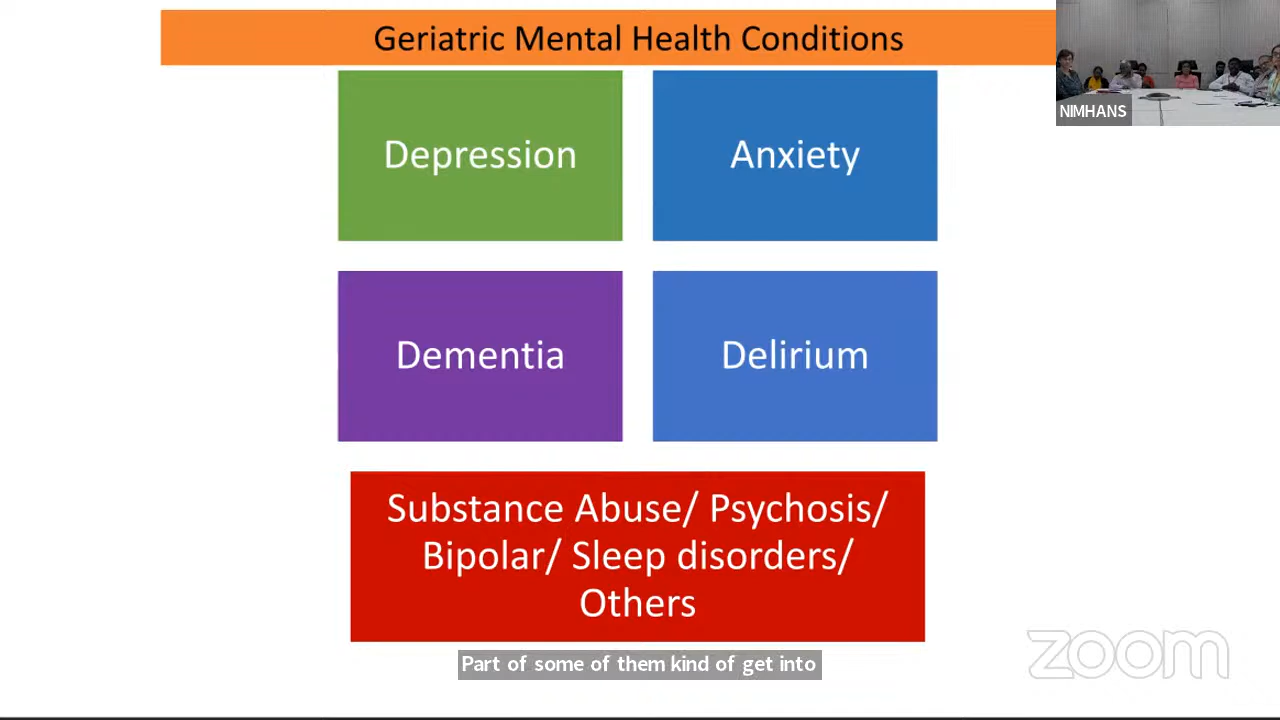 Geriatric Mental Health Conditions
NIMHANS
Depression
Anxiety
Dementia
Delirium
Substance Abuse/ Psychosis/
Bipolar/ Sleep disorders/
Others
Part of some of them kind of get into
zoom